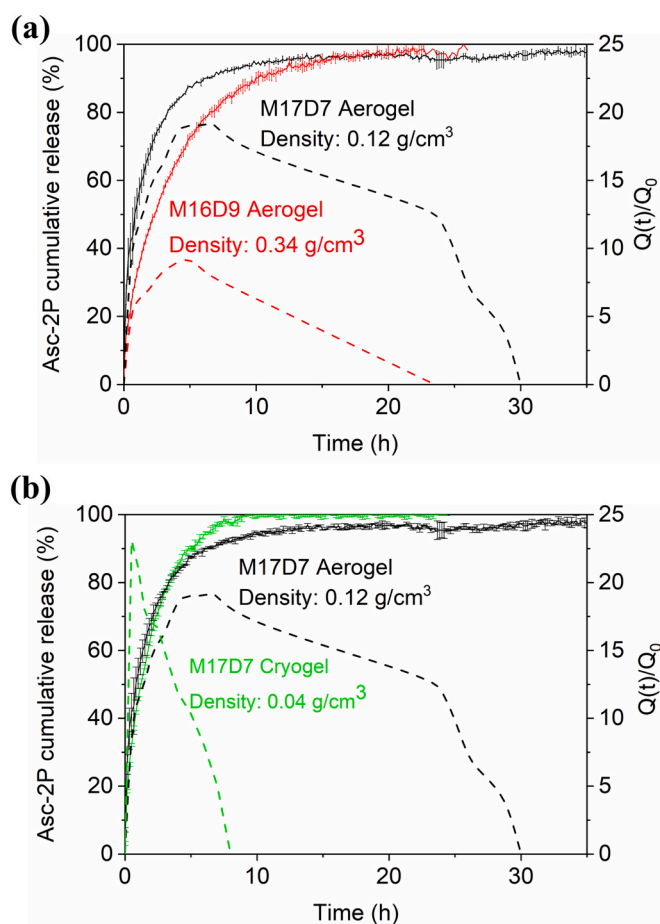 (a)
100
80
60
40
20
0
Asc-2P cumulative release (%)
25
20
15
10
5
0
Q(t)/Q₀
M17D7 Aerogel
Density: 0.12 g/cm³
M16D9 Aerogel
Density: 0.34 g/cm³
0 10 20 30
Time (h)
(b)
100
80
60
40
20
0
Asc-2P cumulative release (%)
25
20
15
10
5
0
Q(t)/Q₀
M17D7 Aerogel
Density: 0.12 g/cm³
M17D7 Cryogel
Density: 0.04 g/cm³
0 10 20 30
Time (h)